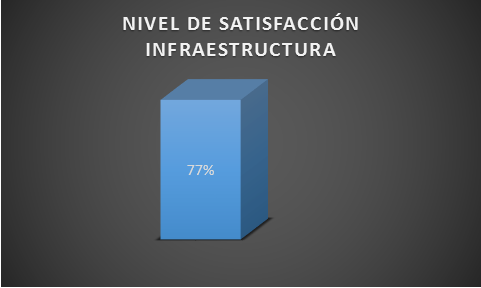 NIVEL DE SATISFACCIÓN
INFRAESTRUCTURA
77%